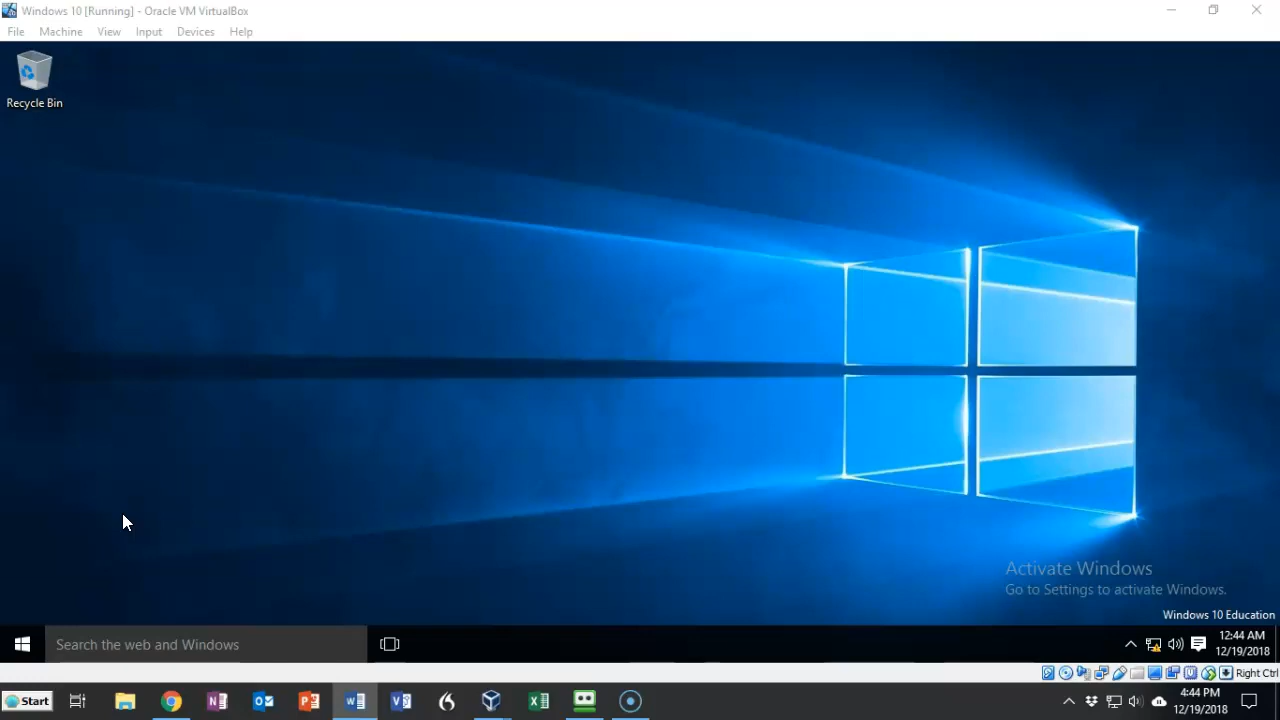 Windows 10 [Running] - Oracle VM VirtualBox
File Machine View Input Devices Help
Recycle Bin
Activate Windows
Go to Settings to activate Windows.
Windows 10 Education
Search the web and Windows
12:44 AM
12/19/2018
Right Ctrl
Start
4:44 PM
12/19/2018